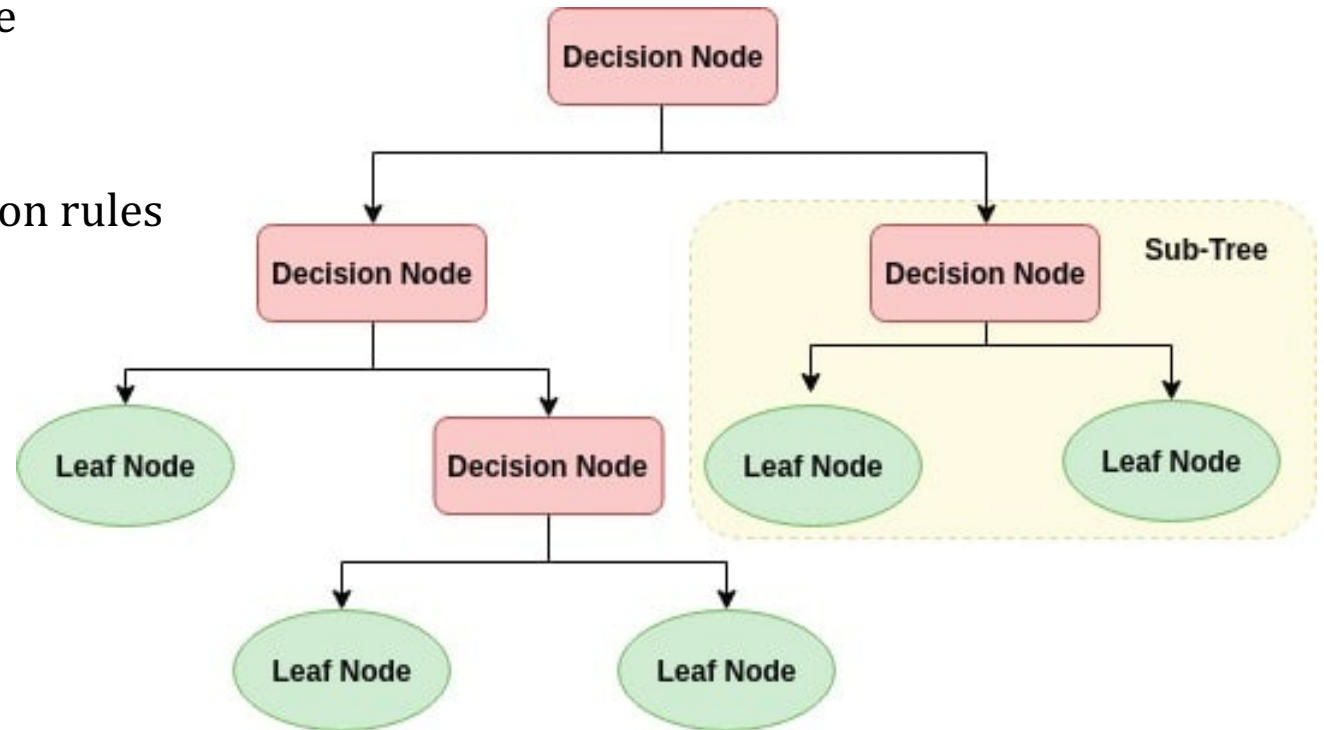 e
Decision Node
on rules
Decision Node
Decision Node
Sub-Tree
Leaf Node
Decision Node
Leaf Node
Leaf Node
Leaf Node
Leaf Node